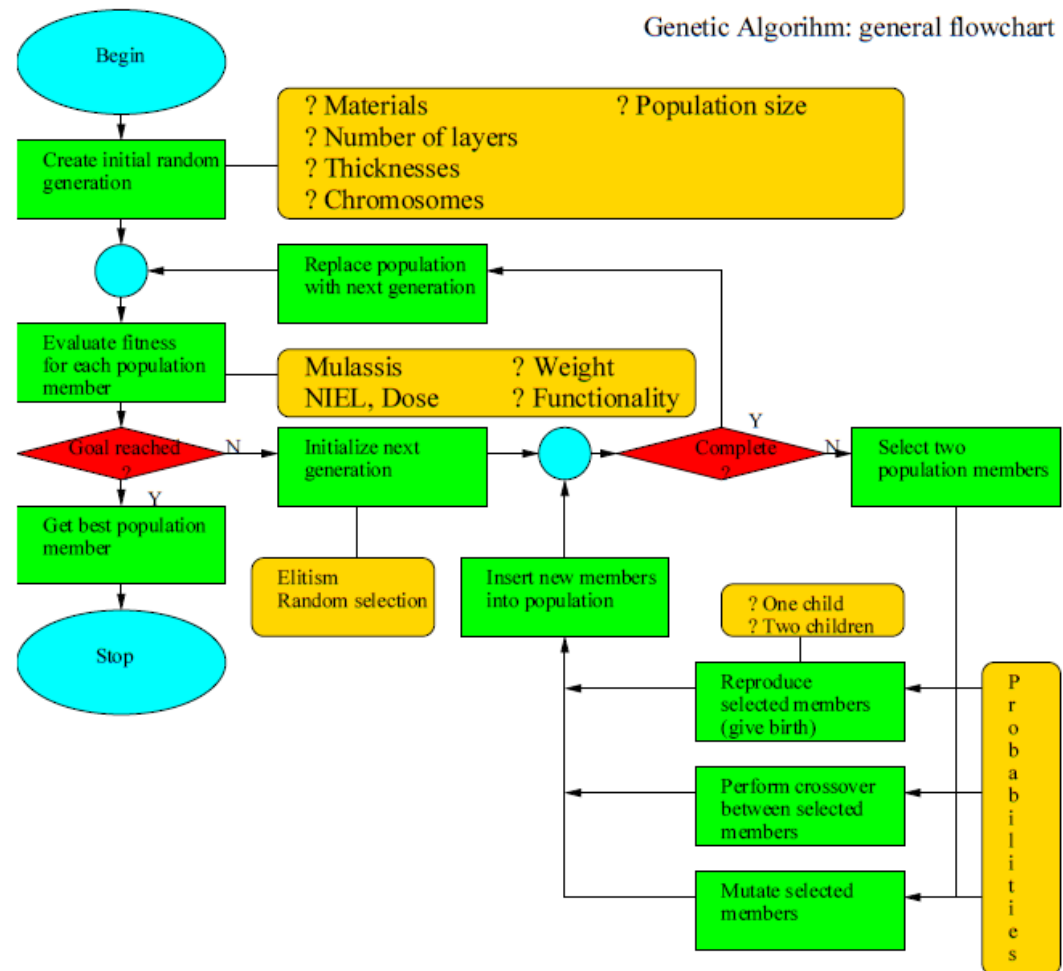 Genetic Algorihm: general flowchart
Begin
? Materials
? Population size
? Number of layers
? Thicknesses
? Chromosomes
Create initial random
generation
Replace population
with next generation
Evaluate fitness
for each population
member
Mulassis
? Weight
NIEL, Dose
? Functionality
Y
Goal reached
?
N
Initialize next
generation
Complete
?
N
Select two
population members
Y
Get best population
member
Elitism
Random selection
Insert new members
into population
? One child
? Two children
Stop
Reproduce
selected members
(give birth)
Perform crossover
between selected
members
Mutate selected
members
P
r
o
b
a
b
i
l
i
t
i
e
s